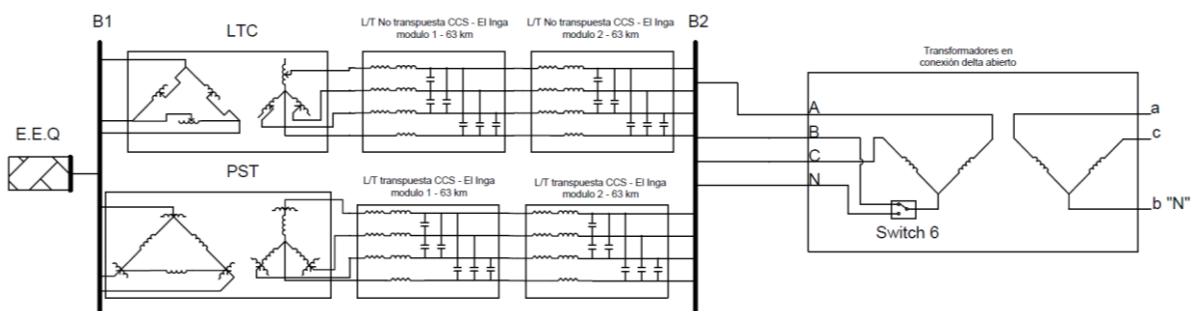 B1
LTC
L/T No transpuesta CCS - El Inga
modulo 1 - 63 km
L/T No transpuesta CCS - El Inga
modulo 2 - 63 km
B2
Transformadores en
conexión delta abierto
A
B
C
N
a
c
b "N"
Switch 6
E.E.Q
PST
L/T transpuesta CCS - El Inga
modulo 1 - 63 km
L/T transpuesta CCS - El Inga
modulo 2 - 63 km